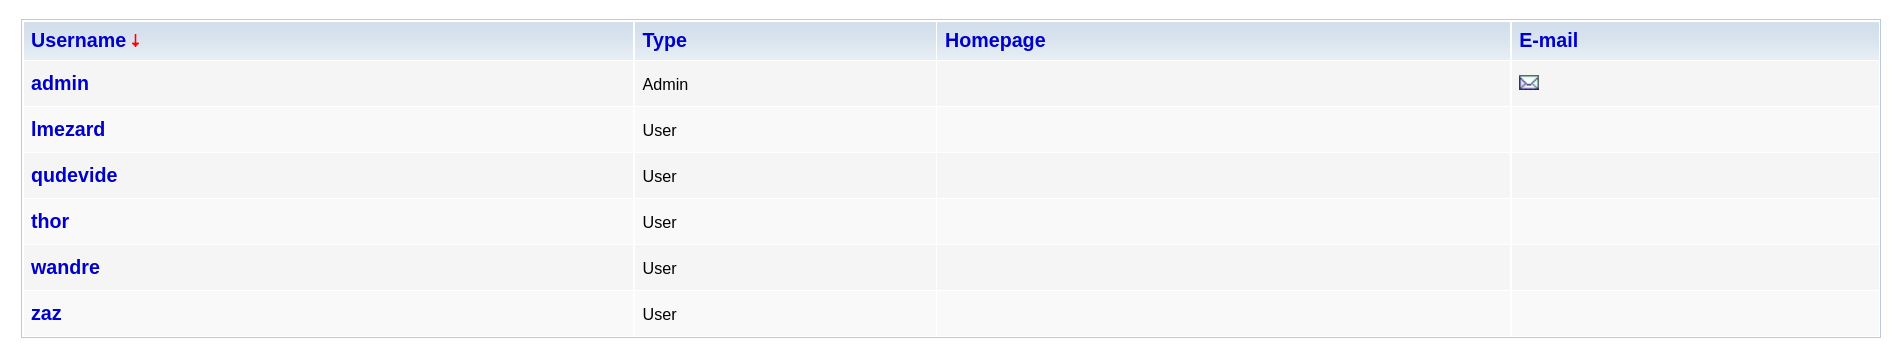 Username Type Homepage E-mail
admin Admin
lmezard User
qudevide User
thor User
wandre User
zaz User